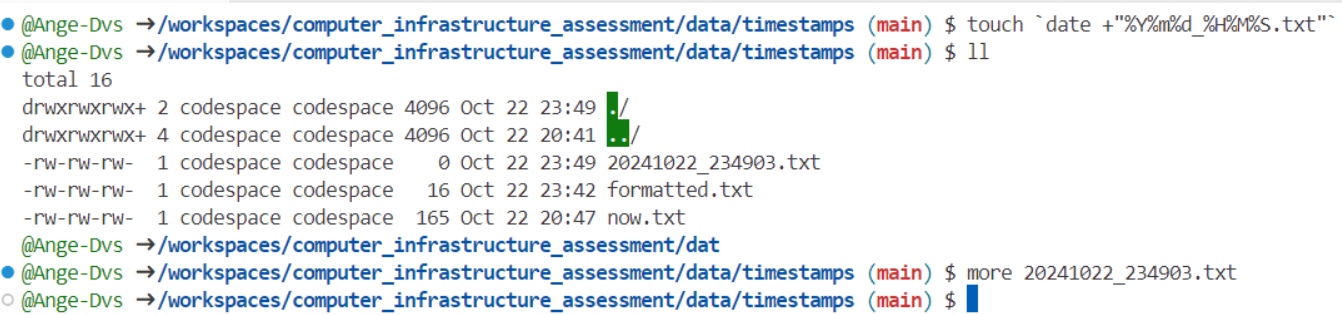 @Ange-Dvs →/workspaces/computer_infrastructure_assessment/data/timestamps (main) $ touch `date +"%Y%m%d_%H%M%S.txt"`
@Ange-Dvs →/workspaces/computer_infrastructure_assessment/data/timestamps (main) $ ll
total 16
drwxrwxrwx+ 2 codespace codespace 4096 Oct 22 23:49 ./
drwxrwxrwx+ 4 codespace codespace 4096 Oct 22 20:41 ../
-rw-rw-rw-  1 codespace codespace    0 Oct 22 23:49 20241022_234903.txt
-rw-rw-rw-  1 codespace codespace   16 Oct 22 23:42 formatted.txt
-rw-rw-rw-  1 codespace codespace  165 Oct 22 20:47 now.txt
@Ange-Dvs →/workspaces/computer_infrastructure_assessment/dat
@Ange-Dvs →/workspaces/computer_infrastructure_assessment/data/timestamps (main) $ more 20241022_234903.txt
@Ange-Dvs →/workspaces/computer_infrastructure_assessment/data/timestamps (main) $